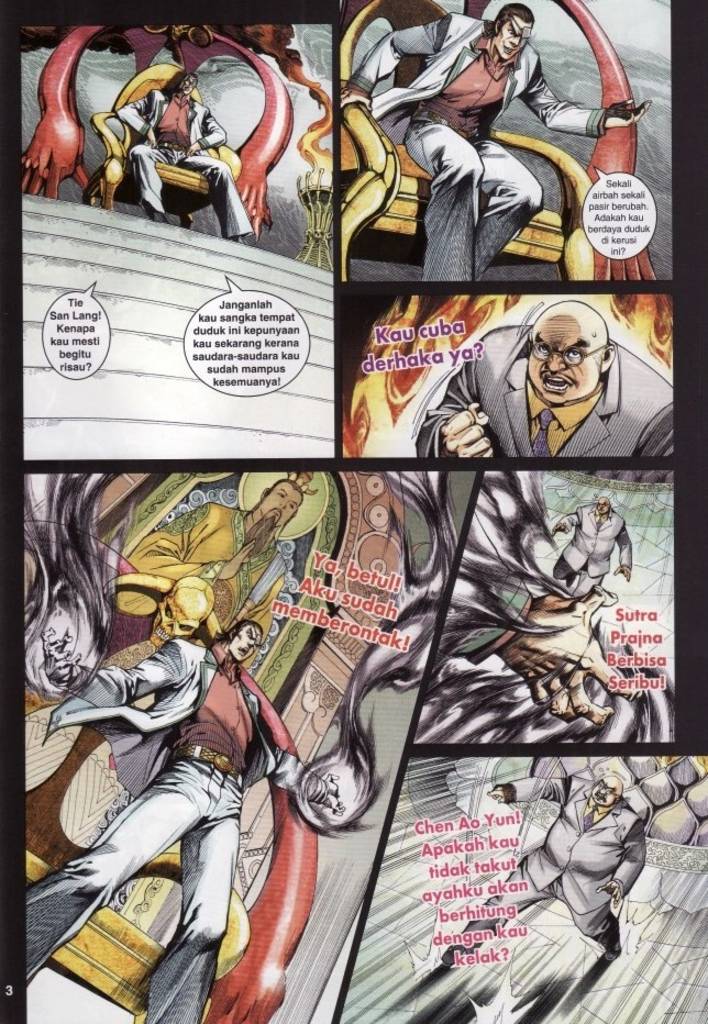 Tie
San Lang!
Kenapa
kau mesti
begitu
risau?
Janganlah
kau sangka tempat
duduk ini kepunyaan
kau sekarang kerana
saudara-saudara kau
sudah mampus
kesemuanya!
Sekali
airbah sekali
pasir berubah.
Adakah kau
berdaya duduk
di kerusi
ini?
Kau cuba
derhaka ya?
Ya, betul!
Aku sudah
memberontak!
Sutra
Prajna
Berbisa
Seribu!
Chen Ao Yun!
Apakah kau
tidak takut
ayahku akan
berhitung
dengan kau
kelak?
3